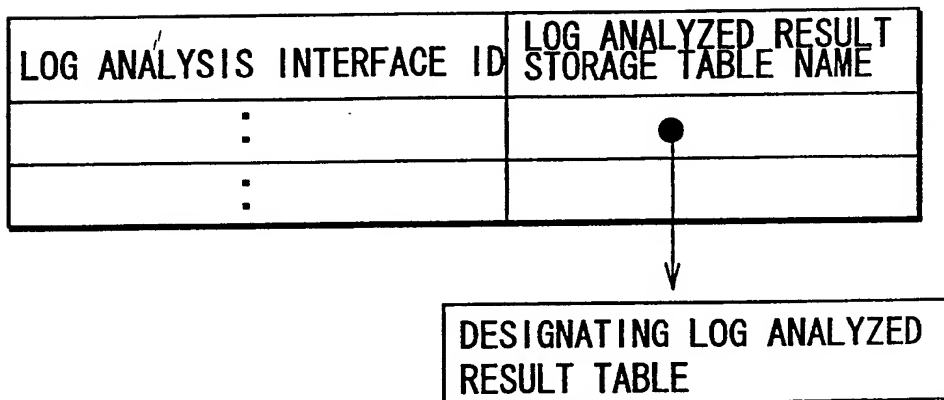 LOG ANALYSIS INTERFACE ID
LOG ANALYZED RESULT
STORAGE TABLE NAME
DESIGNATING LOG ANALYZED
RESULT TABLE